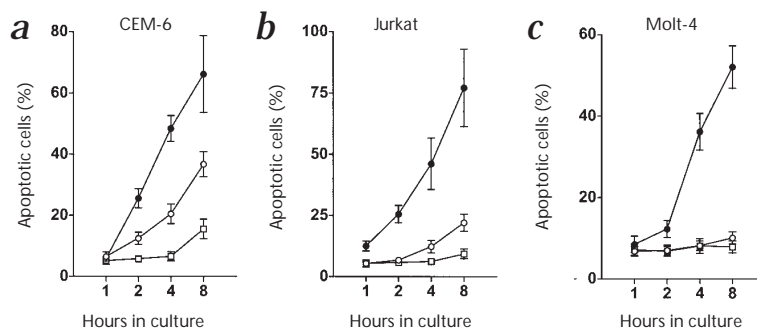 a CEM-6
80
60
40
20
0
Apoptotic cells (%)
1 2 4 8
Hours in culture
b Jurkat
100
75
50
25
0
Apoptotic cells (%)
1 2 4 8
Hours in culture
c Molt-4
60
40
20
0
Apoptotic cells (%)
1 2 4 8
Hours in culture